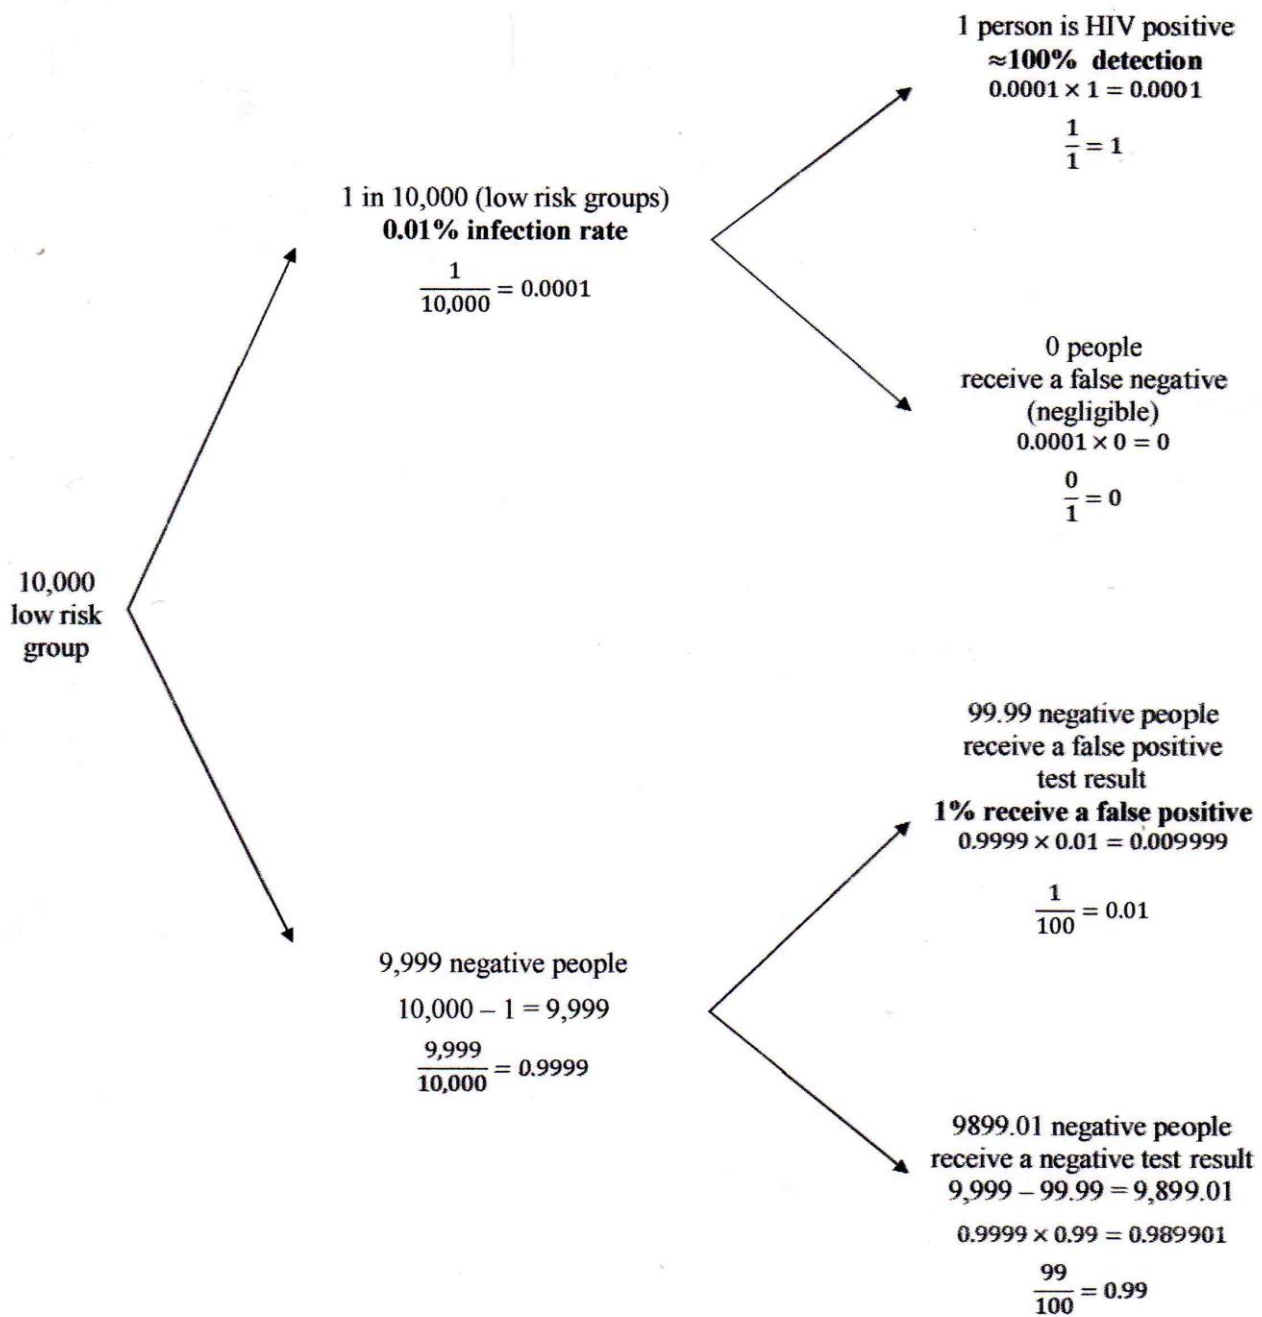 1 person is HIV positive
≈100% detection
0.0001 × 1 = 0.0001
1
1 = 1
1 in 10,000 (low risk groups)
0.01% infection rate
1
10,000 = 0.0001
0 people
receive a false negative
(negligible)
0.0001 × 0 = 0
0
1 = 0
10,000
low risk
group
99.99 negative people
receive a false positive
test result
1% receive a false positive
0.9999 × 0.01 = 0.009999
1
100 = 0.01
9,999 negative people
10,000 – 1 = 9,999
9,999
10,000 = 0.9999
9899.01 negative people
receive a negative test result
9,999 – 99.99 = 9,899.01
0.9999 × 0.99 = 0.989901
99
100 = 0.99